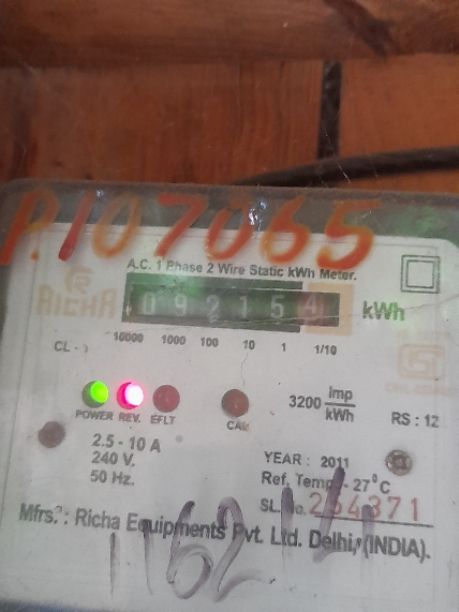 P107065
A.C. 1 Phase 2 Wire Static kWh Meter.
RICHA
092154 kWh
CL -
10000 1000 100 10 1 1/10
POWER REV. EFLT CAL
3200 Imp/kWh
RS : 12
2.5 - 10 A
240 V.
50 Hz.
YEAR : 2011
Ref. Temp. 27°C
SL. No. 254371
Mfrs. : Richa Equipments Pvt. Ltd. Delhi, (INDIA).